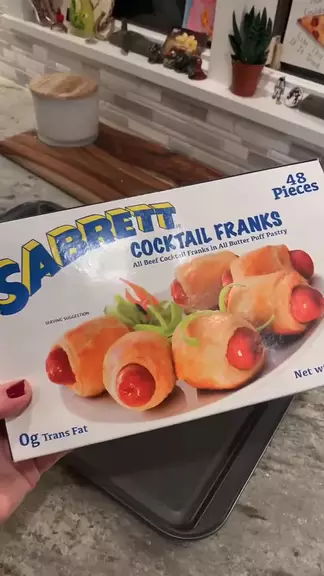 48
Pieces
SABRETT
COCKTAIL FRANKS
All Beef Cocktail Franks in All Butter Puff Pastry
SERVING SUGGESTION
0g Trans Fat
Net